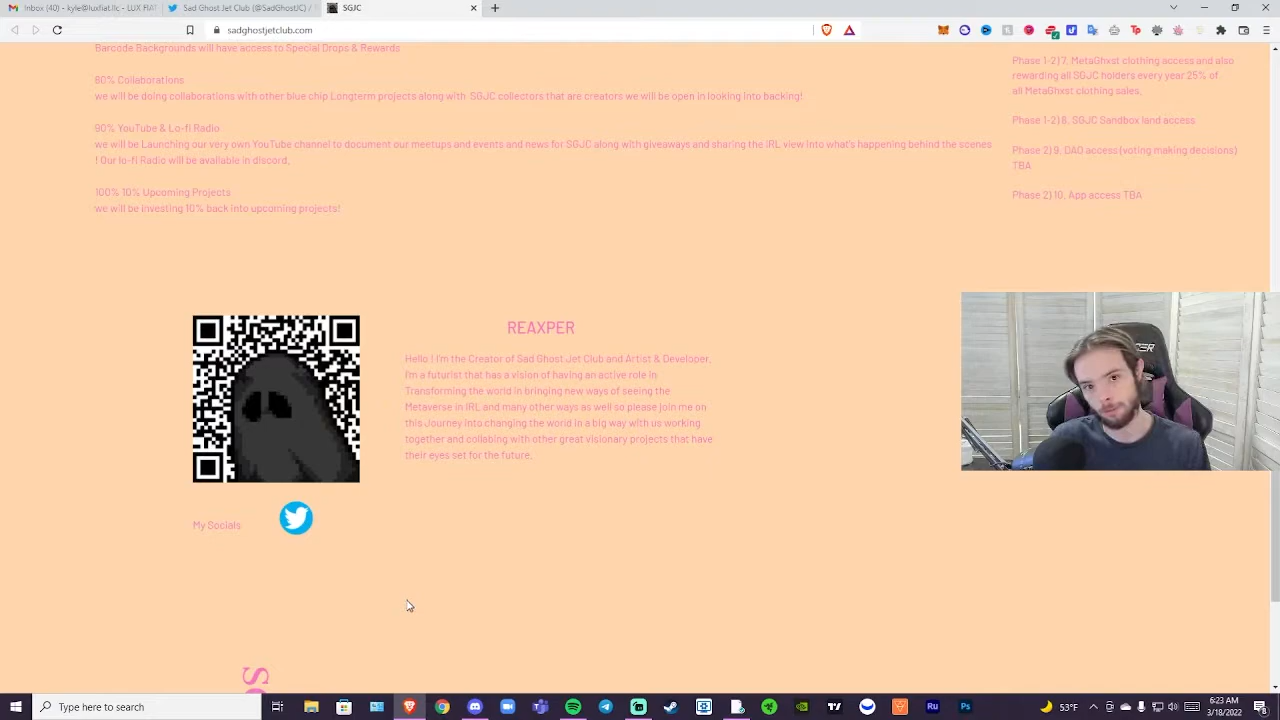 Inbox (40) - kyle@luxliat.llc - LUX RA
Sad Ghost Jet Club (@SadGhostJC) /
SGJC
sadghostjetclub.com
Barcode Backgrounds will have access to Special Drops & Rewards
80% Collaborations
we will be doing collaborations with other blue chip Longterm projects along with SGJC collectors that are creators we will be open in looking into backing!
90% YouTube & Lo-fi Radio
we will be Launching our very own YouTube channel to document our meetups and events and news for SGJC along with giveaways and sharing the IRL view into what's happening behind the scenes
! Our lo-fi Radio will be available in discord.
100% 10% Upcoming Projects
we will be investing 10% back into upcoming projects!
Phase 1-2) 7. MetaGhxst clothing access and also
rewarding all SGJC holders every year 25% of
all MetaGhxst clothing sales.
Phase 1-2) 8. SGJC Sandbox land access
Phase 2) 9. DAO access (voting making decisions)
TBA
Phase 2) 10. App access TBA
REAXPER
Hello ! I'm the Creator of Sad Ghost Jet Club and Artist & Developer.
I'm a futurist that has a vision of having an active role in
Transforming the world in bringing new ways of seeing the
Metaverse in IRL and many other ways as well so please join me on
this Journey into changing the world in a big way with us working
together and collabing with other great visionary projects that have
their eyes set for the future.
My Socials
os
Type here to search
55°F
6:23 AM
3/18/2022